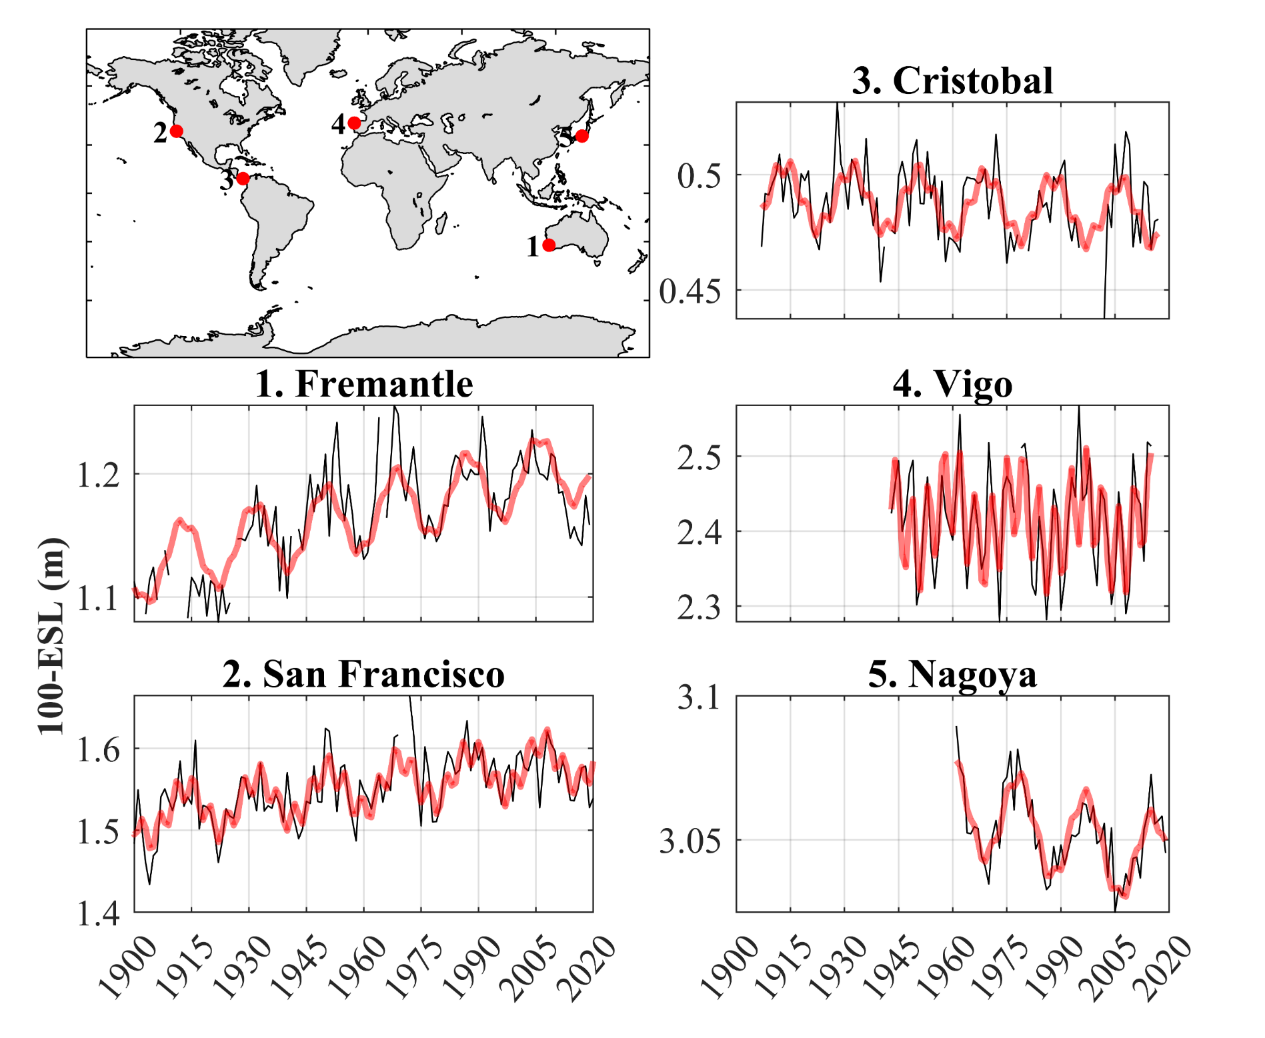 2
3
4
5
1
3. Cristobal
0.5
0.45
1. Fremantle
1.2
1.1
4. Vigo
2.5
2.4
2.3
100-ESL (m)
2. San Francisco
1.6
1.5
1.4
1900 1915 1930 1945 1960 1975 1990 2005 2020
5. Nagoya
3.1
3.05
1900 1915 1930 1945 1960 1975 1990 2005 2020